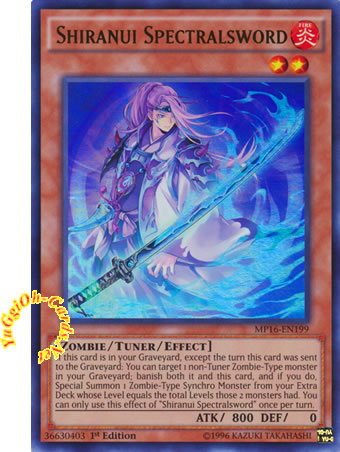 SHIRANUI SPECTRALSWORD
FIRE
炎
YuGiOh-Cards.net
MP16-EN199
[ZOMBIE/TUNER/EFFECT]
If this card is in your Graveyard, except the turn this card was sent
to the Graveyard: You can target 1 non-Tuner Zombie-Type monster
in your Graveyard; banish both it and this card, and if you do,
Special Summon 1 Zombie-Type Synchro Monster from your Extra
Deck whose Level equals the total Levels those 2 monsters had. You
can only use this effect of "Shiranui Spectralsword" once per turn.
ATK/ 800 DEF/ 0
36630403 1st Edition ©1996 KAZUKI TAKAHASHI